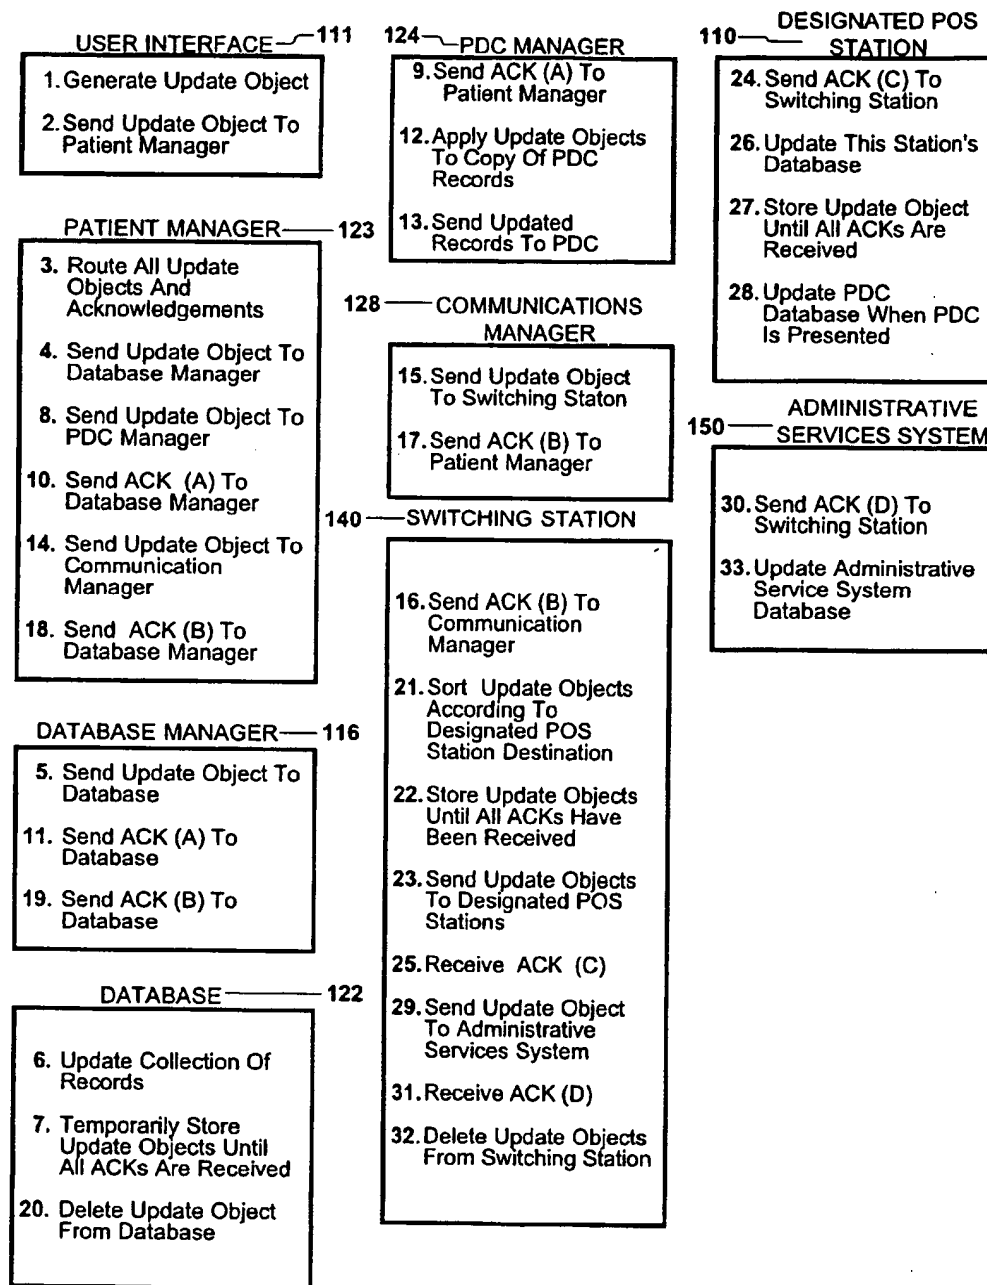 USER INTERFACE 111
1. Generate Update Object
2. Send Update Object To
Patient Manager
PATIENT MANAGER 123
3. Route All Update
Objects And
Acknowledgements
4. Send Update Object To
Database Manager
8. Send Update Object To
PDC Manager
10. Send ACK (A) To
Database Manager
14. Send Update Object To
Communication
Manager
18. Send ACK (B) To
Database Manager
DATABASE MANAGER 116
5. Send Update Object To
Database
11. Send ACK (A) To
Database
19. Send ACK (B) To
Database
DATABASE 122
6. Update Collection Of
Records
7. Temporarily Store
Update Objects Until
All ACKs Are Received
20. Delete Update Object
From Database
124 PDC MANAGER
9. Send ACK (A) To
Patient Manager
12. Apply Update Objects
To Copy Of PDC
Records
13. Send Updated
Records To PDC
128 COMMUNICATIONS
MANAGER
15. Send Update Object
To Switching Staton
17. Send ACK (B) To
Patient Manager
140 SWITCHING STATION
16. Send ACK (B) To
Communication
Manager
21. Sort Update Objects
According To
Designated POS
Station Destination
22. Store Update Objects
Until All ACKs Have
Been Received
23. Send Update Objects
To Designated POS
Stations
25. Receive ACK (C)
29. Send Update Object
To Administrative
Services System
31. Receive ACK (D)
32. Delete Update Objects
From Switching Station
DESIGNATED POS
110 STATION
24. Send ACK (C) To
Switching Station
26. Update This Station's
Database
27. Store Update Object
Until All ACKs Are
Received
28. Update PDC
Database When PDC
Is Presented
ADMINISTRATIVE
150 SERVICES SYSTEM
30. Send ACK (D) To
Switching Station
33. Update Administrative
Service System
Database